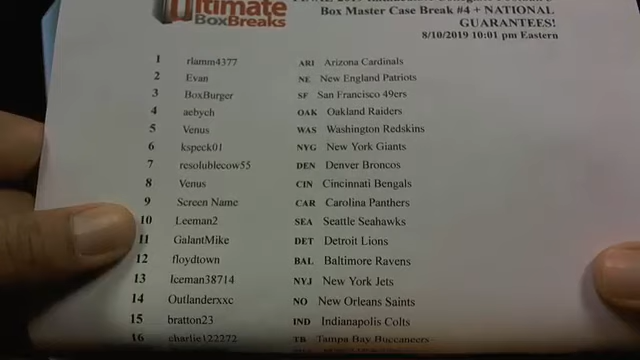 Ultimate
BoxBreaks
Box Master Case Break #4 + NATIONAL
GUARANTEES!
8/10/2019 10:01 pm Eastern
1 rlamm4377 ARI Arizona Cardinals
2 Evan NE New England Patriots
3 BoxBurger SF San Francisco 49ers
4 aebych OAK Oakland Raiders
5 Venus WAS Washington Redskins
6 kspeck01 NYG New York Giants
7 resolublecow55 DEN Denver Broncos
8 Venus CIN Cincinnati Bengals
9 Screen Name CAR Carolina Panthers
10 Leeman2 SEA Seattle Seahawks
11 GalantMike DET Detroit Lions
12 floydtown BAL Baltimore Ravens
13 Iceman38714 NYJ New York Jets
14 Outlanderxxc NO New Orleans Saints
15 bratton23 IND Indianapolis Colts
16 charlie122272 TB Tampa Bay Buccaneers